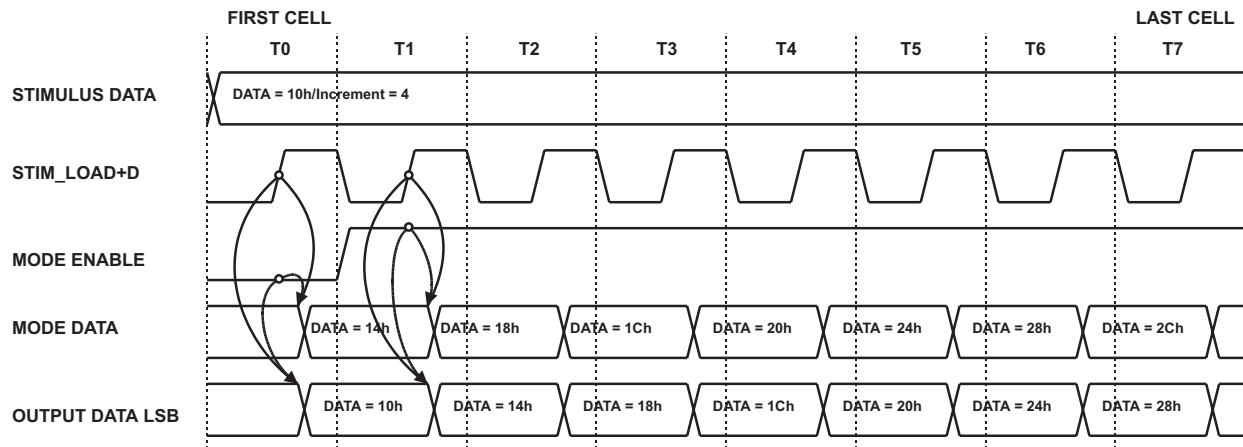 FIRST CELL LAST CELL
T0 T1 T2 T3 T4 T5 T6 T7
STIMULUS DATA DATA = 10h/Increment = 4
STIM_LOAD+D
MODE ENABLE
MODE DATA DATA = 14h DATA = 18h DATA = 1Ch DATA = 20h DATA = 24h DATA = 28h DATA = 2Ch
OUTPUT DATA LSB DATA = 10h DATA = 14h DATA = 18h DATA = 1Ch DATA = 20h DATA = 24h DATA = 28h